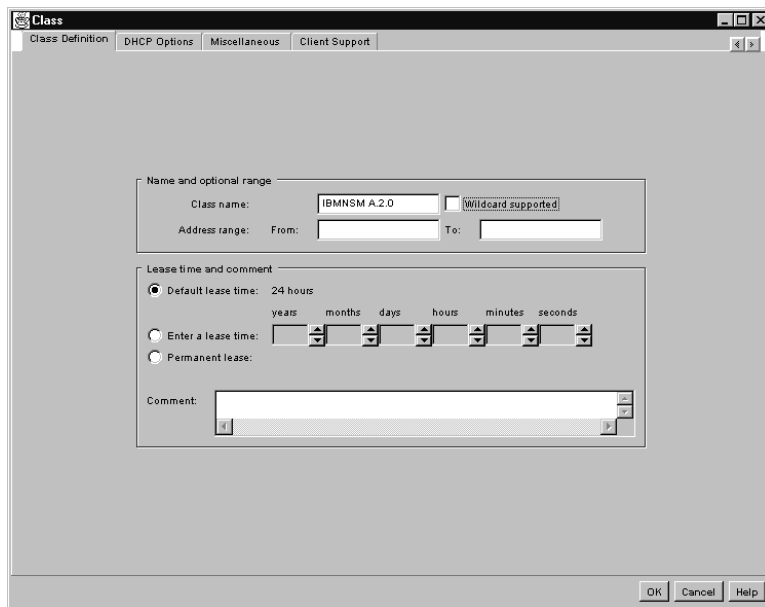 Class
Class Definition DHCP Options Miscellaneous Client Support
Name and optional range
Class name: IBMNSM A.2.0 Wildcard supported
Address range: From: To:
Lease time and comment
Default lease time: 24 hours
years months days hours minutes seconds
Enter a lease time:
Permanent lease:
Comment:
OK Cancel Help